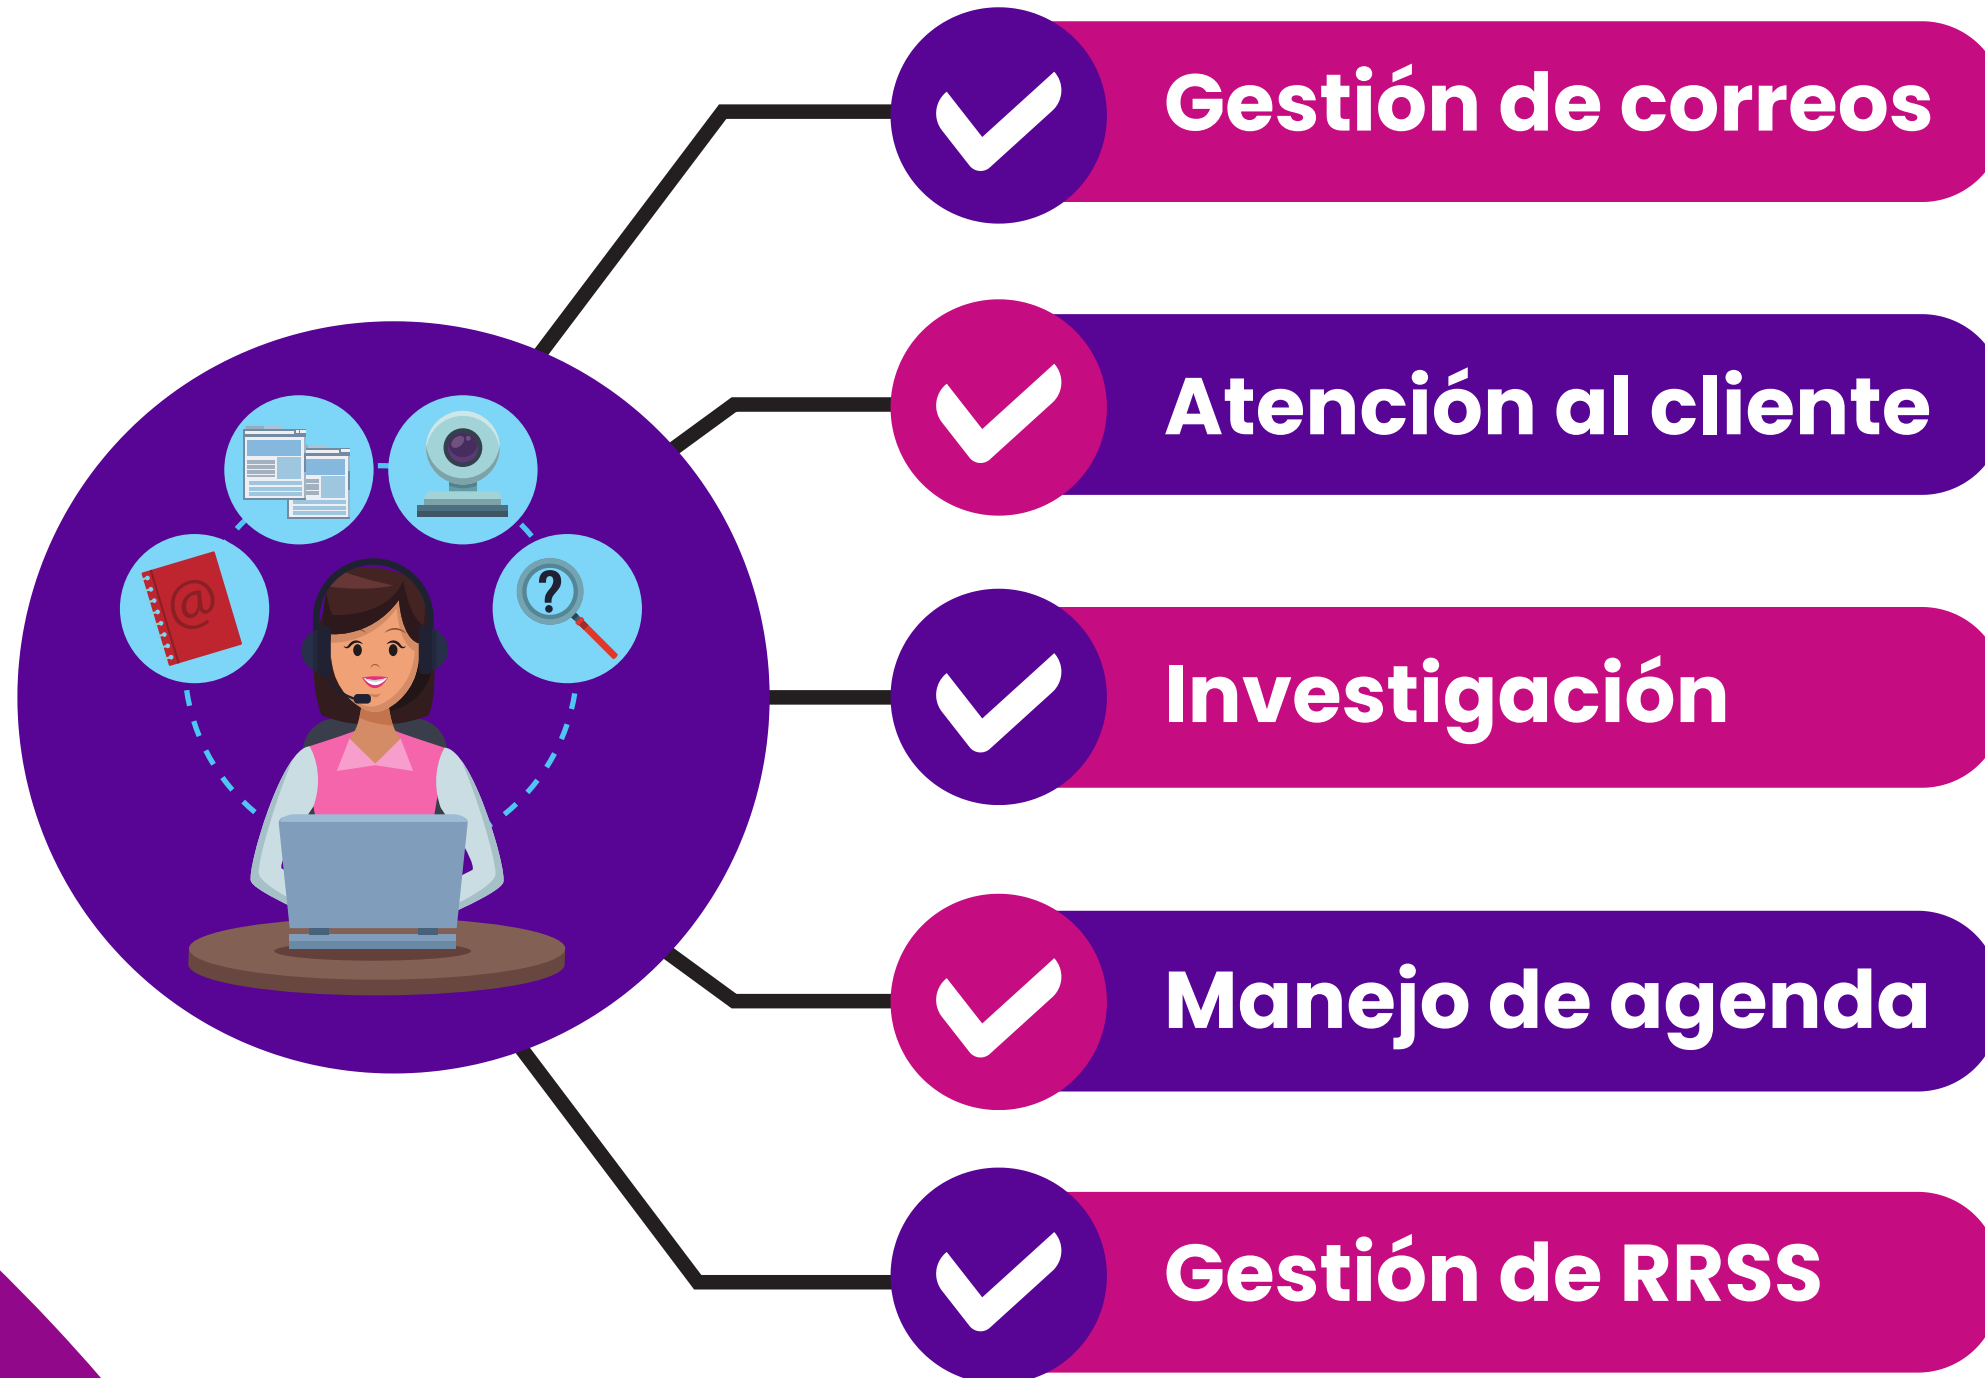 Gestión de correos
Atención al cliente
@
?
Investigación
Manejo de agenda
Gestión de RRSS